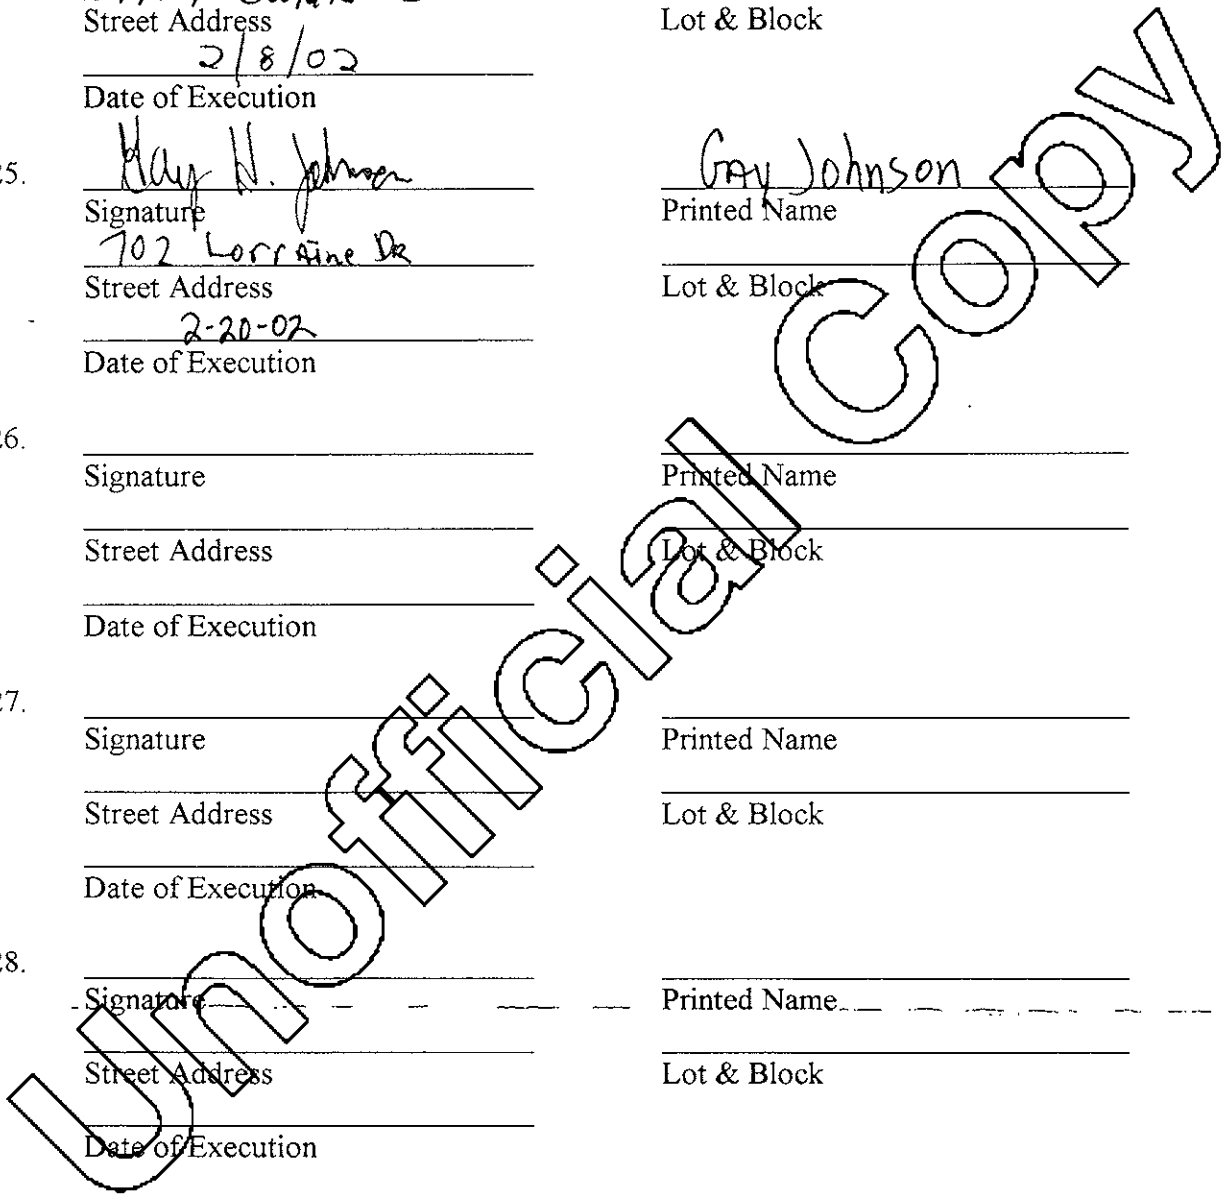 Street Address Lot & Block
2/8/02
Date of Execution
5. Gay H. Johnson Gay Johnson
Signature Printed Name
702 Lorraine Dr
Street Address Lot & Block
2-20-02
Date of Execution
26.
Signature Printed Name
Street Address Lot & Block
Date of Execution
27.
Signature Printed Name
Street Address Lot & Block
Date of Execution
28.
Signature Printed Name
Street Address Lot & Block
Date of Execution
Unofficial Copy